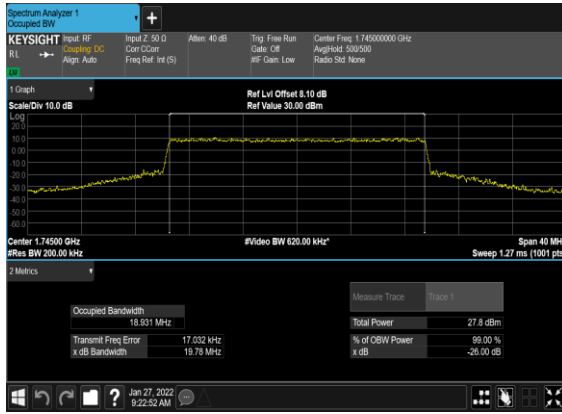 Spectrum Analyzer 1
Occupied BW
+
KEYSIGHT
RL
LV
Input: RF
Coupling: DC
Align: Auto
Input Z: 50 Ω
Corr CCorr
Freq Ref: Int (S)
Atten: 40 dB
Trig: Free Run
Gate: Off
#IF Gain: Low
Center Freq: 1.745000000 GHz
Avg|Hold: 500/500
Radio Std: None
1 Graph
Scale/Div 10.0 dB
Ref Lvl Offset 8.10 dB
Ref Value 30.00 dBm
Log
20.0
10.0
0.00
-10.0
-20.0
-30.0
-40.0
-50.0
-60.0
Center 1.74500 GHz
#Res BW 200.00 kHz
#Video BW 620.00 kHz*
Span 40 MH
Sweep 1.27 ms (1001 pts
2 Metrics
Measure Trace
Trace 1
Occupied Bandwidth
18.931 MHz
Total Power
27.8 dBm
Transmit Freq Error
17.032 kHz
% of OBW Power
99.00 %
x dB Bandwidth
19.78 MHz
x dB
-26.00 dB
?
Jan 27, 2022
9:22:52 AM